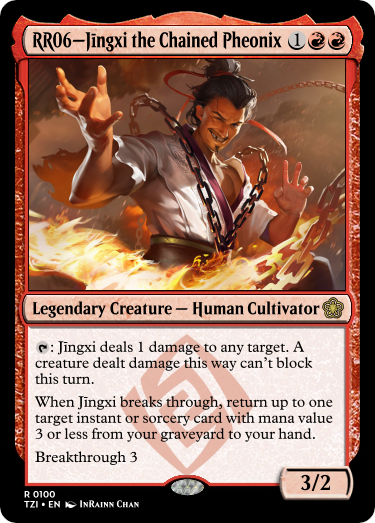 RR06—Jīngxi the Chained Pheonix 1
Legendary Creature — Human Cultivator
: Jīngxi deals 1 damage to any target. A
creature dealt damage this way can't block
this turn.
When Jīngxi breaks through, return up to one
target instant or sorcery card with mana value
3 or less from your graveyard to your hand.
Breakthrough 3
3/2
R 0100
TZI • EN InRainn Chan